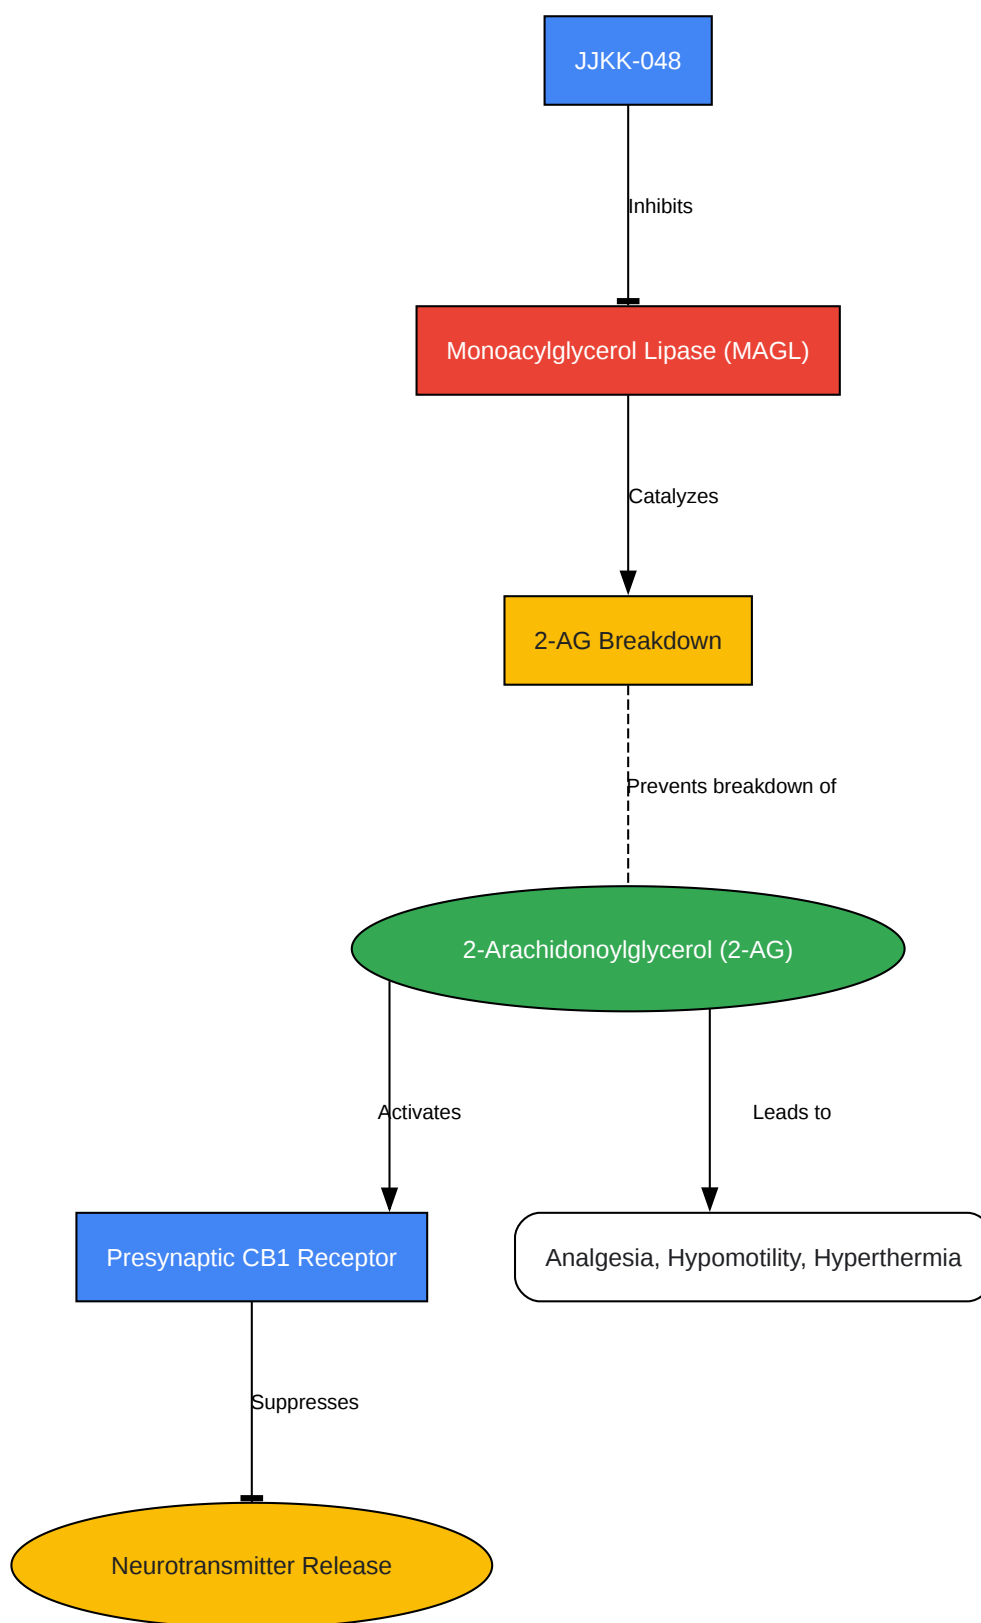 JJKK-048
Inhibits
Monoacylglycerol Lipase (MAGL)
Catalyzes
2-AG Breakdown
Prevents breakdown of
2-Arachidonoylglycerol (2-AG)
Activates
Leads to
Presynaptic CB1 Receptor
Analgesia, Hypomotility, Hyperthermia
Suppresses
Neurotransmitter Release